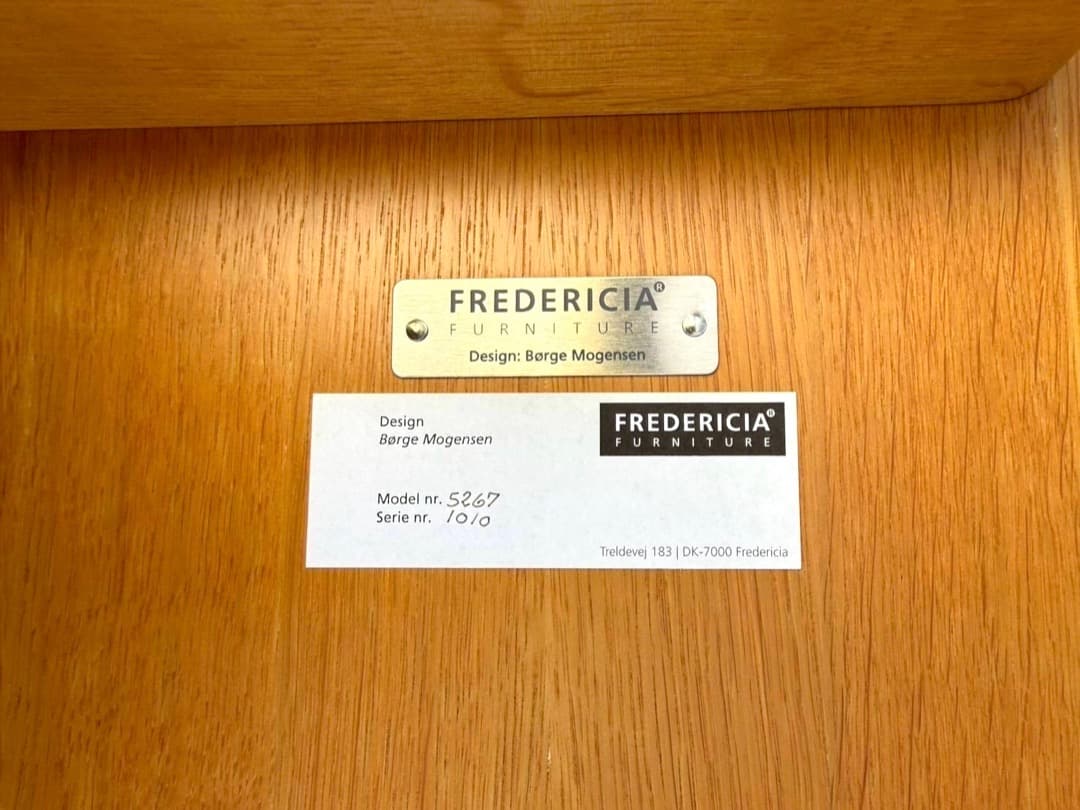 FREDERICIA®
FURNITURE
Design: Børge Mogensen
Design
Børge Mogensen
FREDERICIA®
FURNITURE
Model nr. 5267
Serie nr. 1010
Treldevej 183 | DK-7000 Fredericia